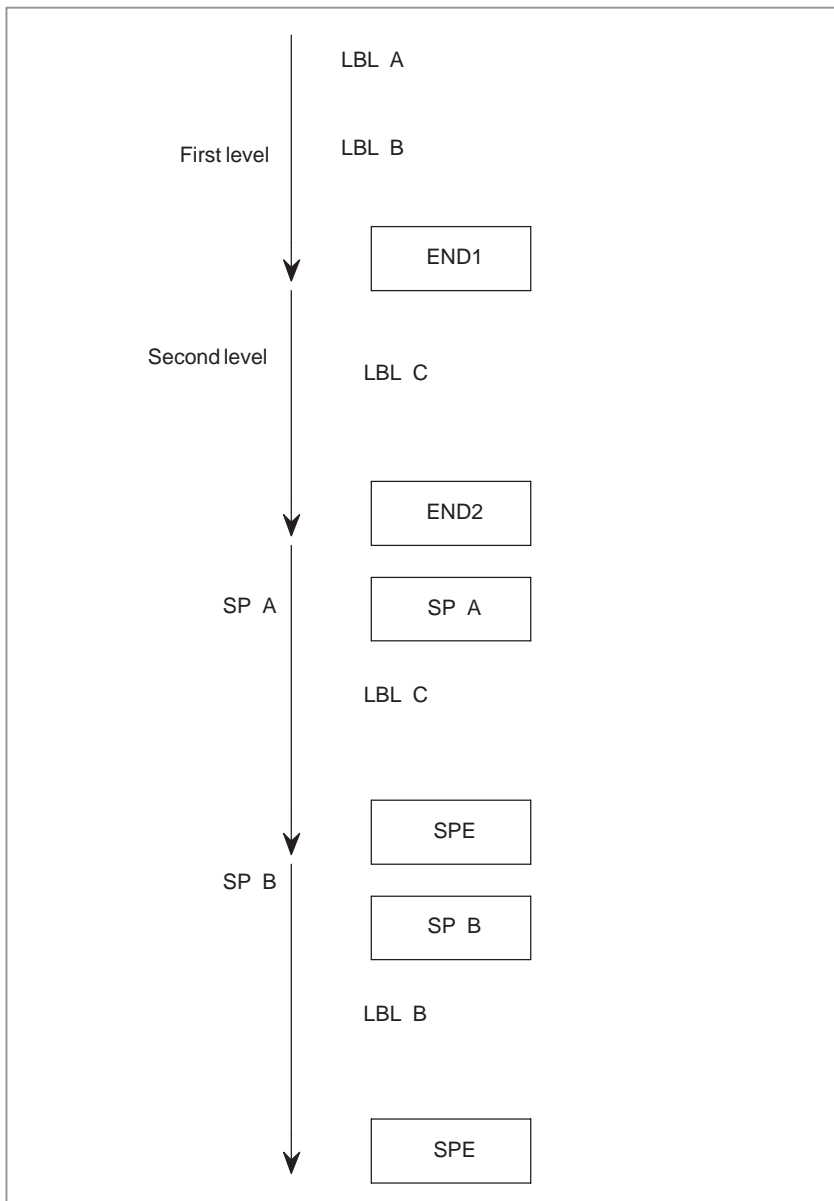 LBL A
First level
LBL B
END1
Second level
LBL C
END2
SP A
SP A
LBL C
SPE
SP B
SP B
LBL B
SPE